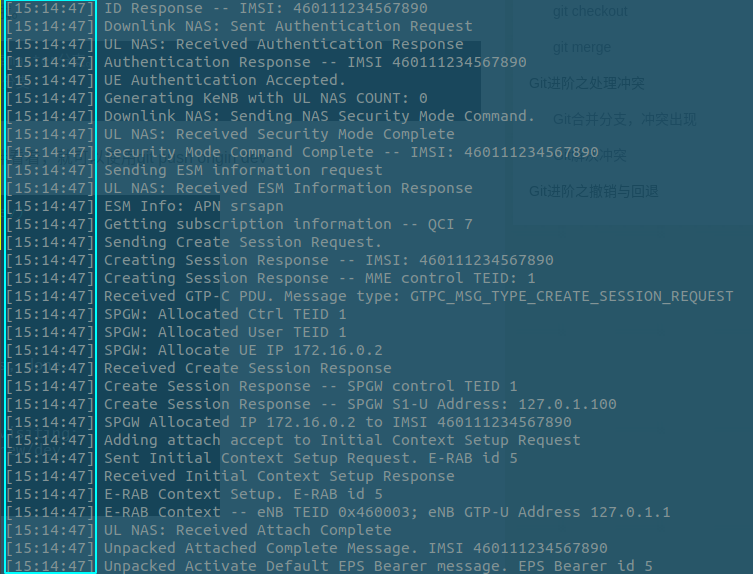 [15:14:47] ID Response -- IMSI: 460111234567890
[15:14:47] Downlink NAS: Sent Authentication Request
[15:14:47] UL NAS: Received Authentication Response
[15:14:47] Authentication Response -- IMSI 460111234567890
[15:14:47] UE Authentication Accepted.
[15:14:47] Generating KeNB with UL NAS COUNT: 0
[15:14:47] Downlink NAS: Sending NAS Security Mode Command.
[15:14:47] UL NAS: Received Security Mode Complete
[15:14:47] Security Mode Command Complete -- IMSI: 460111234567890
[15:14:47] Sending ESM information request
[15:14:47] UL NAS: Received ESM Information Response
[15:14:47] ESM Info: APN srsapn
[15:14:47] Getting subscription information -- QCI 7
[15:14:47] Sending Create Session Request.
[15:14:47] Creating Session Response -- IMSI: 460111234567890
[15:14:47] Creating Session Response -- MME control TEID: 1
[15:14:47] Received GTP-C PDU. Message type: GTPC_MSG_TYPE_CREATE_SESSION_REQUEST
[15:14:47] SPGW: Allocated Ctrl TEID 1
[15:14:47] SPGW: Allocated User TEID 1
[15:14:47] SPGW: Allocate UE IP 172.16.0.2
[15:14:47] Received Create Session Response
[15:14:47] Create Session Response -- SPGW control TEID 1
[15:14:47] Create Session Response -- SPGW S1-U Address: 127.0.1.100
[15:14:47] SPGW Allocated IP 172.16.0.2 to IMSI 460111234567890
[15:14:47] Adding attach accept to Initial Context Setup Request
[15:14:47] Sent Initial Context Setup Request. E-RAB id 5
[15:14:47] Received Initial Context Setup Response
[15:14:47] E-RAB Context Setup. E-RAB id 5
[15:14:47] E-RAB Context -- eNB TEID 0x460003; eNB GTP-U Address 127.0.1.1
[15:14:47] UL NAS: Received Attach Complete
[15:14:47] Unpacked Attached Complete Message. IMSI 460111234567890
[15:14:47] Unpacked Activate Default EPS Bearer message. EPS Bearer id 5
git checkout
git merge
Git进阶之处理冲突
Git合并分支，冲突出现
冲突
Git进阶之撤销与回退